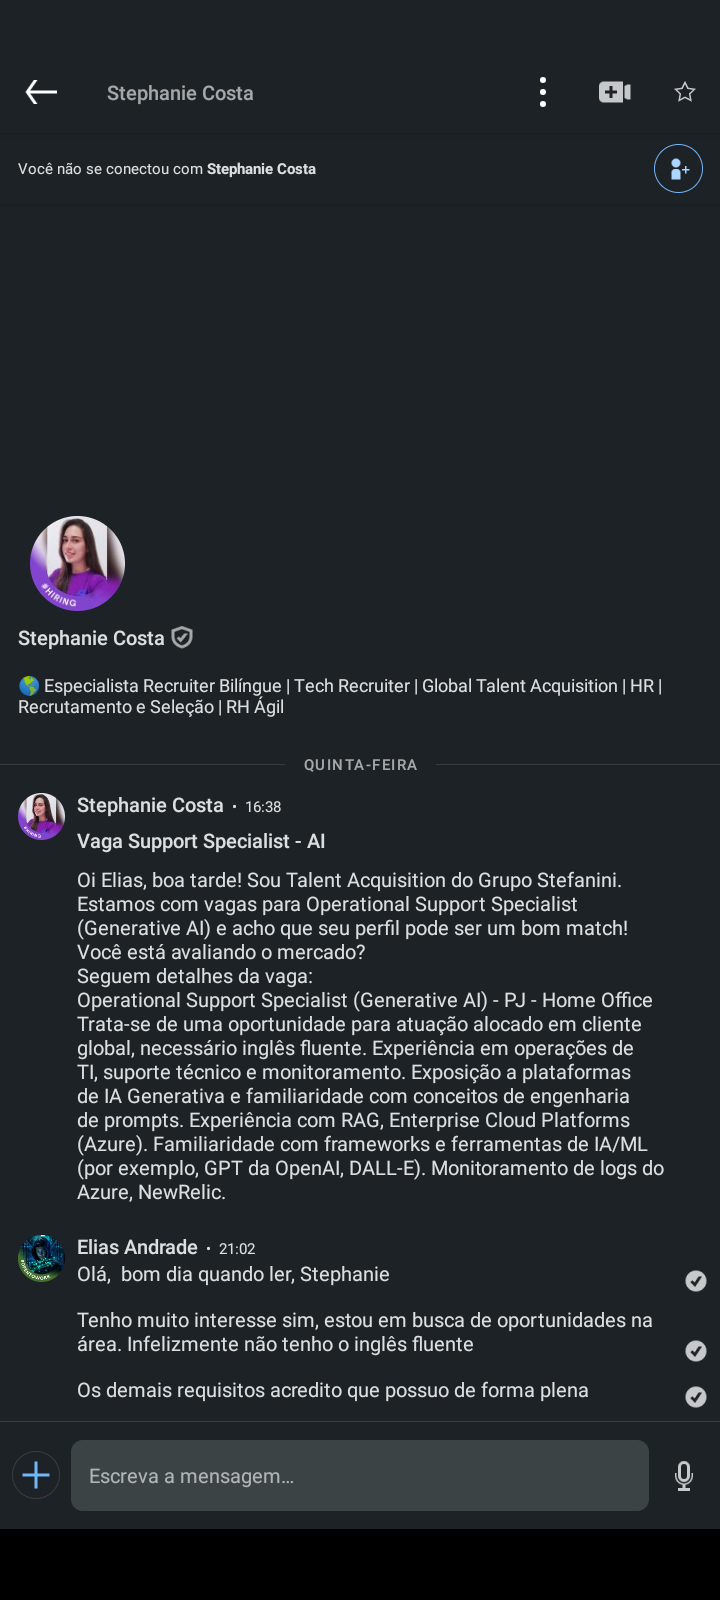 Stephanie Costa
Você não se conectou com Stephanie Costa
#HIRING
Stephanie Costa
🌎 Especialista Recruiter Bilíngue | Tech Recruiter | Global Talent Acquisition | HR |
Recrutamento e Seleção | RH Ágil
QUINTA-FEIRA
Stephanie Costa • 16:38
Vaga Support Specialist - AI
Oi Elias, boa tarde! Sou Talent Acquisition do Grupo Stefanini.
Estamos com vagas para Operational Support Specialist
(Generative AI) e acho que seu perfil pode ser um bom match!
Você está avaliando o mercado?
Seguem detalhes da vaga:
Operational Support Specialist (Generative AI) - PJ - Home Office
Trata-se de uma oportunidade para atuação alocado em cliente
global, necessário inglês fluente. Experiência em operações de
TI, suporte técnico e monitoramento. Exposição a plataformas
de IA Generativa e familiaridade com conceitos de engenharia
de prompts. Experiência com RAG, Enterprise Cloud Platforms
(Azure). Familiaridade com frameworks e ferramentas de IA/ML
(por exemplo, GPT da OpenAI, DALL-E). Monitoramento de logs do
Azure, NewRelic.
Elias Andrade • 21:02
Olá,  bom dia quando ler, Stephanie
Tenho muito interesse sim, estou em busca de oportunidades na
área. Infelizmente não tenho o inglês fluente
Os demais requisitos acredito que possuo de forma plena
Escreva a mensagem…